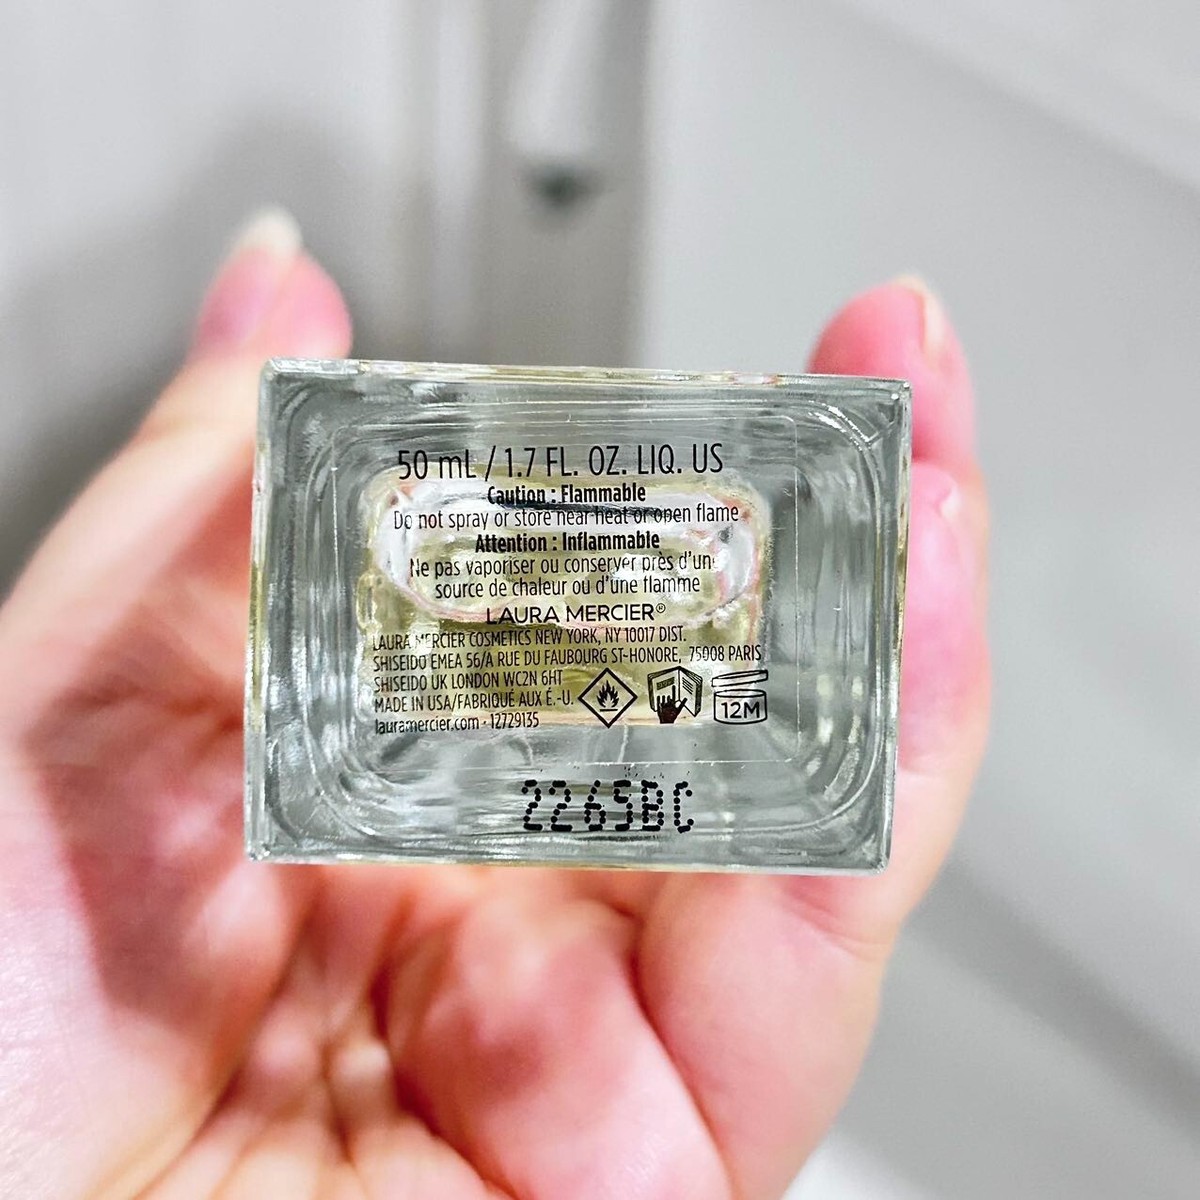 50 mL / 1.7 FL. OZ. LIQ. US
Caution : Flammable
Do not spray or store near heat or open flame
Attention : Inflammable
Ne pas vaporiser ou conserver près d'une
source de chaleur ou d'une flamme
LAURA MERCIER®
LAURA MERCIER COSMETICS NEW YORK, NY 10017 DIST.
SHISEIDO EMEA 56/A RUE DU FAUBOURG ST-HONORE, 75008 PARIS
SHISEIDO UK LONDON WC2N 6HT
MADE IN USA/FABRIQUÉ AUX É.-U.
lauramercier.com · 12729135
12M
2265BC